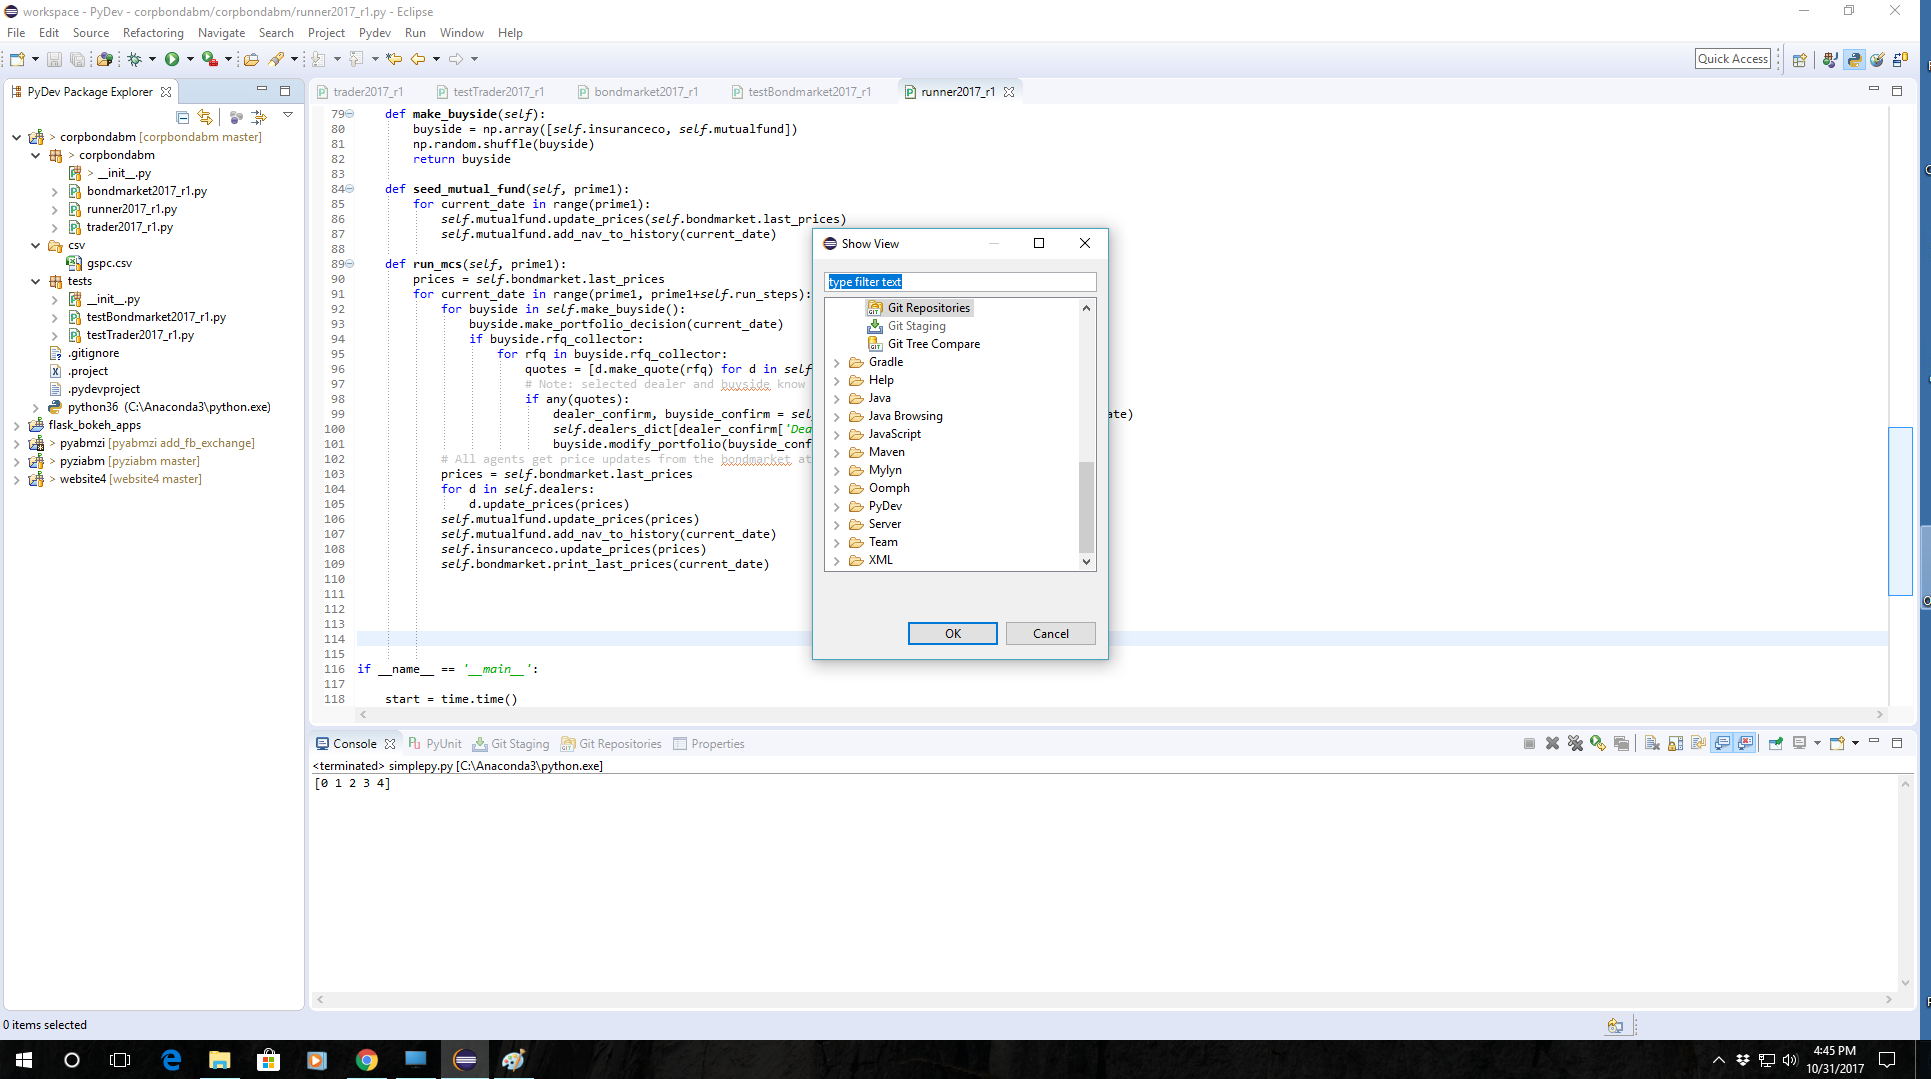 workspace - PyDev - corpbondabm/corpbondabm/runner2017_r1.py - Eclipse
File Edit Source Refactoring Navigate Search Project Pydev Run Window Help
Quick Access
PyDev Package Explorer
> corpbondabm [corpbondabm master]
> corpbondabm
> __init__.py
bondmarket2017_r1.py
runner2017_r1.py
trader2017_r1.py
csv
gspc.csv
tests
__init__.py
testBondmarket2017_r1.py
testTrader2017_r1.py
.gitignore
.project
.pydevproject
python36 (C:\Anaconda3\python.exe)
flask_bokeh_apps
> pyabmzi [pyabmzi add_fb_exchange]
> pyziabm [pyziabm master]
> website4 [website4 master]
trader2017_r1 testTrader2017_r1 bondmarket2017_r1 testBondmarket2017_r1 runner2017_r1
79 def make_buyside(self):
80 buyside = np.array([self.insuranceco, self.mutualfund])
81 np.random.shuffle(buyside)
82 return buyside
83
84 def seed_mutual_fund(self, prime1):
85 for current_date in range(prime1):
86 self.mutualfund.update_prices(self.bondmarket.last_prices)
87 self.mutualfund.add_nav_to_history(current_date)
88
89 def run_mcs(self, prime1):
90 prices = self.bondmarket.last_prices
91 for current_date in range(prime1, prime1+self.run_steps):
92 for buyside in self.make_buyside():
93 buyside.make_portfolio_decision(current_date)
94 if buyside.rfq_collector:
95 for rfq in buyside.rfq_collector:
96 quotes = [d.make_quote(rfq) for d in self
97 # Note: selected dealer and buyside know
98 if any(quotes):
99 dealer_confirm, buyside_confirm = sel ate)
100 self.dealers_dict[dealer_confirm['Dea
101 buyside.modify_portfolio(buyside_conf
102 # All agents get price updates from the bondmarket at
103 prices = self.bondmarket.last_prices
104 for d in self.dealers:
105 d.update_prices(prices)
106 self.mutualfund.update_prices(prices)
107 self.mutualfund.add_nav_to_history(current_date)
108 self.insuranceco.update_prices(prices)
109 self.bondmarket.print_last_prices(current_date)
110
111
112
113
114
115
116 if __name__ == '__main__':
117
118 start = time.time()
Show View
type filter text
Git Repositories
Git Staging
Git Tree Compare
Gradle
Help
Java
Java Browsing
JavaScript
Maven
Mylyn
Oomph
PyDev
Server
Team
XML
OK Cancel
Console PyUnit Git Staging Git Repositories Properties
<terminated> simplepy.py [C:\Anaconda3\python.exe]
[0 1 2 3 4]
0 items selected
4:45 PM
10/31/2017